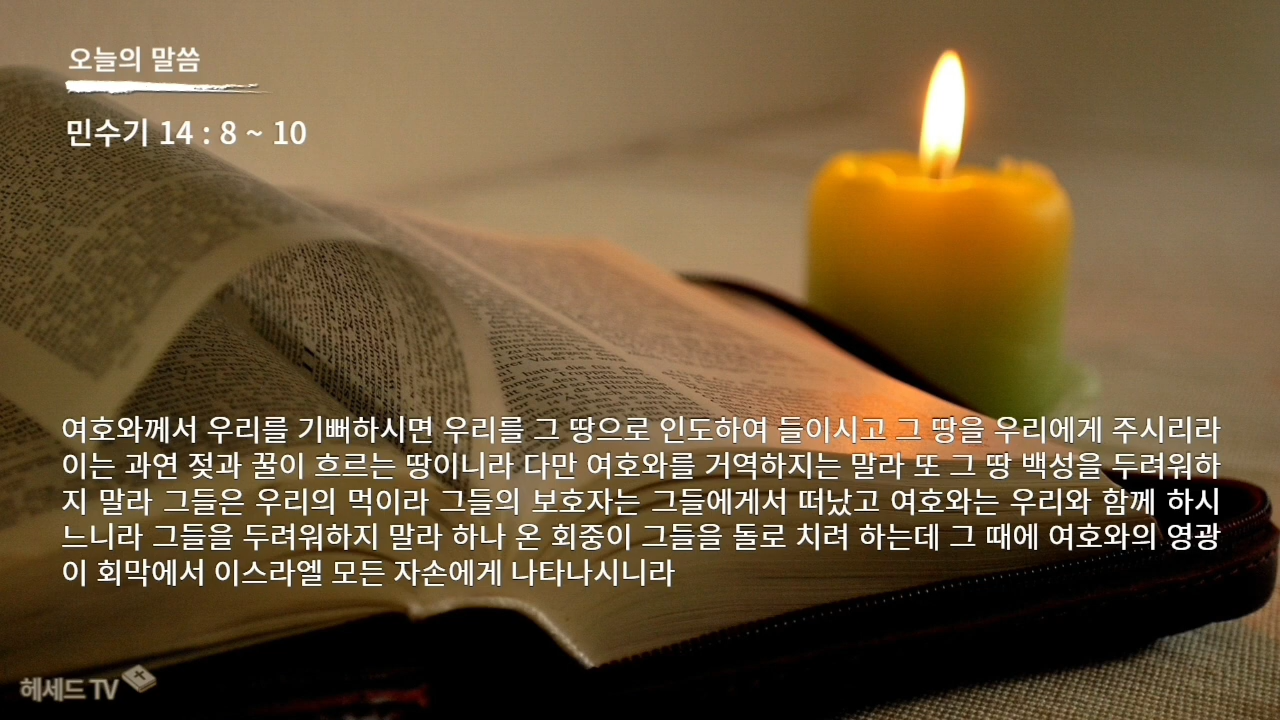 오늘의 말씀
민수기 14 : 8 ~ 10
여호와께서 우리를 기뻐하시면 우리를 그 땅으로 인도하여 들이시고 그 땅을 우리에게 주시리라
이는 과연 젖과 꿀이 흐르는 땅이니라 다만 여호와를 거역하지는 말라 또 그 땅 백성을 두려워하
지 말라 그들은 우리의 먹이라 그들의 보호자는 그들에게서 떠났고 여호와는 우리와 함께 하시
느니라 그들을 두려워하지 말라 하나 온 회중이 그들을 돌로 치려 하는데 그 때에 여호와의 영광
이 회막에서 이스라엘 모든 자손에게 나타나시니라
헤세드 TV